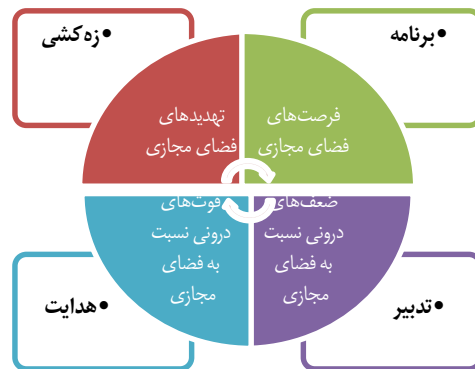 •برنامه
•زه‌کشی
فرصت‌های
فضای مجازی
تهدیدهای
فضای مجازی
ضعف‌های
درونی نسبت
به فضای
مجازی
قوت‌های
درونی نسبت
به فضای
مجازی
•تدبیر
•هدایت